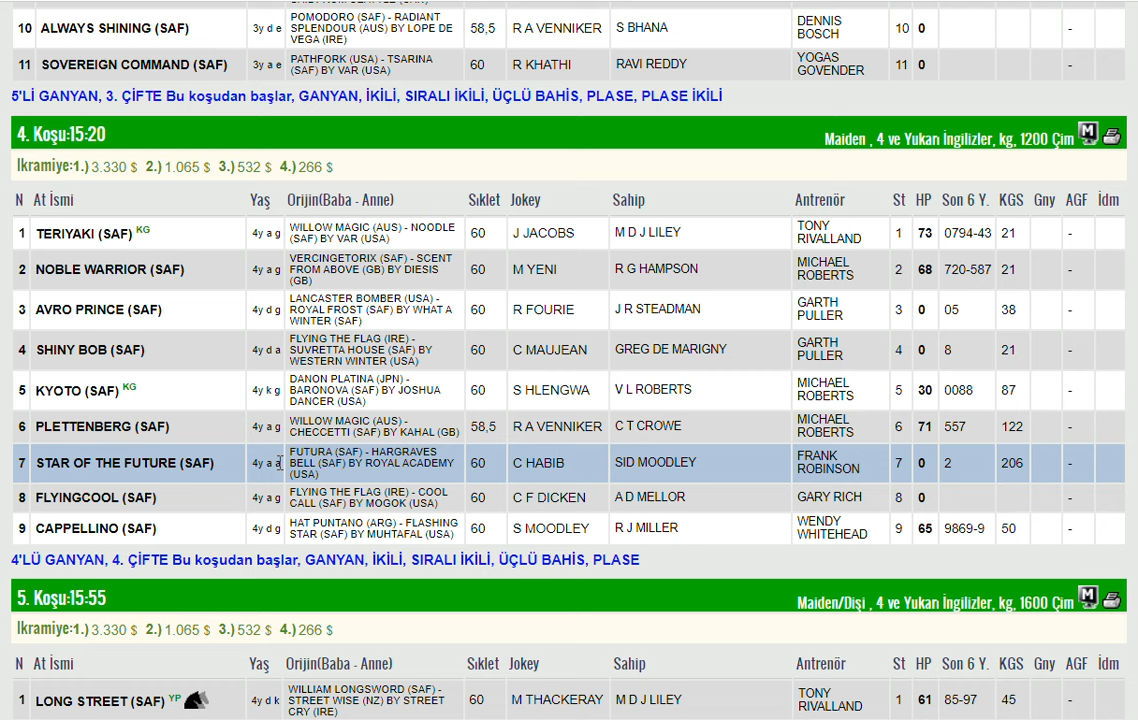 10 ALWAYS SHINING (SAF) 3y d e POMODORO (SAF) - RADIANT SPLENDOUR (AUS) BY LOPE DE VEGA (IRE) 58,5 R A VENNIKER S BHANA DENNIS BOSCH 10 0 -
11 SOVEREIGN COMMAND (SAF) 3y a e PATHFORK (USA) - TSARINA (SAF) BY VAR (USA) 60 R KHATHI RAVI REDDY YOGAS GOVENDER 11 0 -
5'Lİ GANYAN, 3. ÇİFTE Bu koşudan başlar, GANYAN, İKİLİ, SIRALI İKİLİ, ÜÇLÜ BAHİS, PLASE, PLASE İKİLİ
4. Koşu:15:20 Maiden , 4 ve Yukarı İngilizler, kg, 1200 Çim M
İkramiye:1.) 3.330 $ 2.) 1.065 $ 3.) 532 $ 4.) 266 $
N At İsmi Yaş Orijin(Baba - Anne) Sıklet Jokey Sahip Antrenör St HP Son 6 Y. KGS Gny AGF İdm
1 TERIYAKI (SAF) KG 4y a g WILLOW MAGIC (AUS) - NOODLE (SAF) BY VAR (USA) 60 J JACOBS M D J LILEY TONY RIVALLAND 1 73 0794-43 21 -
2 NOBLE WARRIOR (SAF) 4y a g VERCINGETORIX (SAF) - SCENT FROM ABOVE (GB) BY DIESIS (GB) 60 M YENI R G HAMPSON MICHAEL ROBERTS 2 68 720-587 21 -
3 AVRO PRINCE (SAF) 4y d g LANCASTER BOMBER (USA) - ROYAL FROST (SAF) BY WHAT A WINTER (SAF) 60 R FOURIE J R STEADMAN GARTH PULLER 3 0 05 38 -
4 SHINY BOB (SAF) 4y d a FLYING THE FLAG (IRE) - SUVRETTA HOUSE (SAF) BY WESTERN WINTER (USA) 60 C MAUJEAN GREG DE MARIGNY GARTH PULLER 4 0 8 21 -
5 KYOTO (SAF) KG 4y k g DANON PLATINA (JPN) - BARONOVA (SAF) BY JOSHUA DANCER (USA) 60 S HLENGWA V L ROBERTS MICHAEL ROBERTS 5 30 0088 87 -
6 PLETTENBERG (SAF) 4y a g WILLOW MAGIC (AUS) - CHECCETTI (SAF) BY KAHAL (GB) 58,5 R A VENNIKER C T CROWE MICHAEL ROBERTS 6 71 557 122 -
7 STAR OF THE FUTURE (SAF) 4y a a FUTURA (SAF) - HARGRAVES BELL (SAF) BY ROYAL ACADEMY (USA) 60 C HABIB SID MOODLEY FRANK ROBINSON 7 0 2 206 -
8 FLYINGCOOL (SAF) 4y a g FLYING THE FLAG (IRE) - COOL CALL (SAF) BY MOGOK (USA) 60 C F DICKEN A D MELLOR GARY RICH 8 0 -
9 CAPPELLINO (SAF) 4y d g HAT PUNTANO (ARG) - FLASHING STAR (SAF) BY MUHTAFAL (USA) 60 S MOODLEY R J MILLER WENDY WHITEHEAD 9 65 9869-9 50 -
4'LÜ GANYAN, 4. ÇİFTE Bu koşudan başlar, GANYAN, İKİLİ, SIRALI İKİLİ, ÜÇLÜ BAHİS, PLASE
5. Koşu:15:55 Maiden/Dişi , 4 ve Yukarı İngilizler, kg, 1600 Çim M
İkramiye:1.) 3.330 $ 2.) 1.065 $ 3.) 532 $ 4.) 266 $
N At İsmi Yaş Orijin(Baba - Anne) Sıklet Jokey Sahip Antrenör St HP Son 6 Y. KGS Gny AGF İdm
1 LONG STREET (SAF) YP 4y d k WILLIAM LONGSWORD (SAF) - STREET WISE (NZ) BY STREET CRY (IRE) 60 M THACKERAY M D J LILEY TONY RIVALLAND 1 61 85-97 45 -